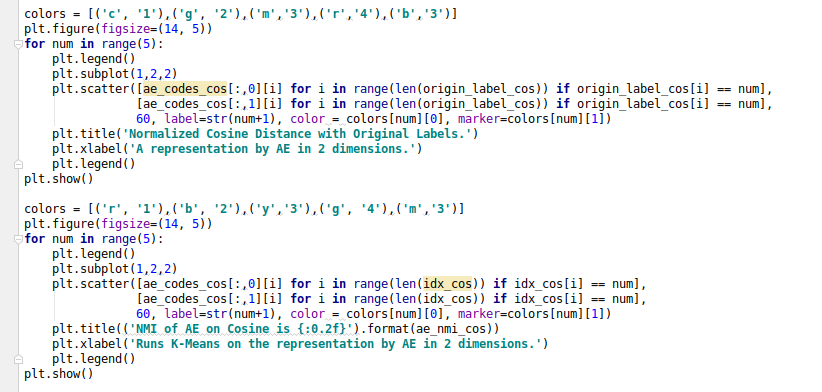 colors = [('c', '1'),('g', '2'),('m','3'),('r','4'),('b','3')]
plt.figure(figsize=(14, 5))
for num in range(5):
    plt.legend()
    plt.subplot(1,2,2)
    plt.scatter([ae_codes_cos[:,0][i] for i in range(len(origin_label_cos)) if origin_label_cos[i] == num],
                [ae_codes_cos[:,1][i] for i in range(len(origin_label_cos)) if origin_label_cos[i] == num],
                60, label=str(num+1), color = colors[num][0], marker=colors[num][1])
    plt.title('Normalized Cosine Distance with Original Labels.')
    plt.xlabel('A representation by AE in 2 dimensions.')
    plt.legend()
plt.show()

colors = [('r', '1'),('b', '2'),('y','3'),('g', '4'),('m','3')]
plt.figure(figsize=(14, 5))
for num in range(5):
    plt.legend()
    plt.subplot(1,2,2)
    plt.scatter([ae_codes_cos[:,0][i] for i in range(len(idx_cos)) if idx_cos[i] == num],
                [ae_codes_cos[:,1][i] for i in range(len(idx_cos)) if idx_cos[i] == num],
                60, label=str(num+1), color = colors[num][0], marker=colors[num][1])
    plt.title(('NMI of AE on Cosine is {:0.2f}').format(ae_nmi_cos))
    plt.xlabel('Runs K-Means on the representation by AE in 2 dimensions.')
    plt.legend()
plt.show()